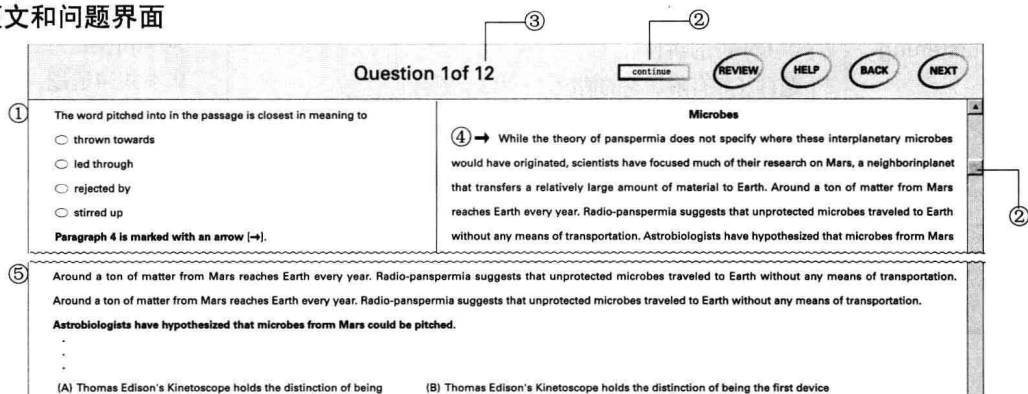 文和问题界面
③
②
Question 1of 12
continue
REVIEW
HELP
BACK
NEXT
①
The word pitched into in the passage is closest in meaning to
thrown towards
led through
rejected by
stirred up
Paragraph 4 is marked with an arrow [→].
Microbes
④→ While the theory of panspermia does not specify where these interplanetary microbes
would have originated, scientists have focused much of their research on Mars, a neighborinplanet
that transfers a relatively large amount of material to Earth. Around a ton of matter from Mars
reaches Earth every year. Radio-panspermia suggests that unprotected microbes traveled to Earth
without any means of transportation. Astrobiologists have hypothesized that microbes frorm Mars
②
⑤
Around a ton of matter from Mars reaches Earth every year. Radio-panspermia suggests that unprotected microbes traveled to Earth without any means of transportation.
Around a ton of matter from Mars reaches Earth every year. Radio-panspermia suggests that unprotected microbes traveled to Earth without any means of transportation.
Astrobiologists have hypothesized that microbes frorm Mars could be pitched.
.
.
.
(A) Thomas Edison's Kinetoscope holds the distinction of being
(B) Thomas Edison's Kinetoscope holds the distinction of being the first device